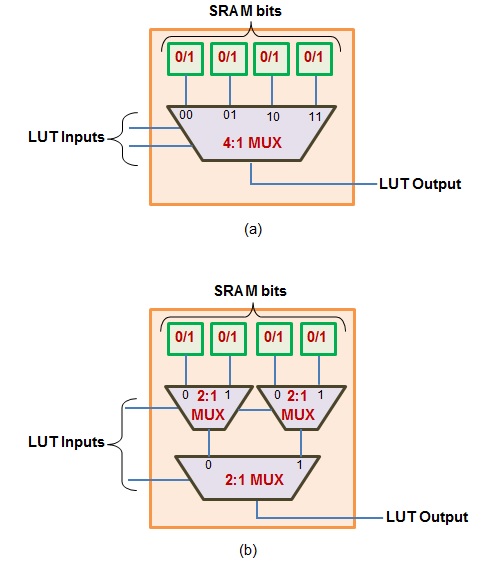 SRAM bits
0/1 0/1 0/1 0/1
00 01 10 11
LUT Inputs
4:1 MUX
LUT Output
(a)
SRAM bits
0/1 0/1 0/1 0/1
0 2:1 1 0 2:1 1
MUX MUX
LUT Inputs
0 1
2:1 MUX
LUT Output
(b)